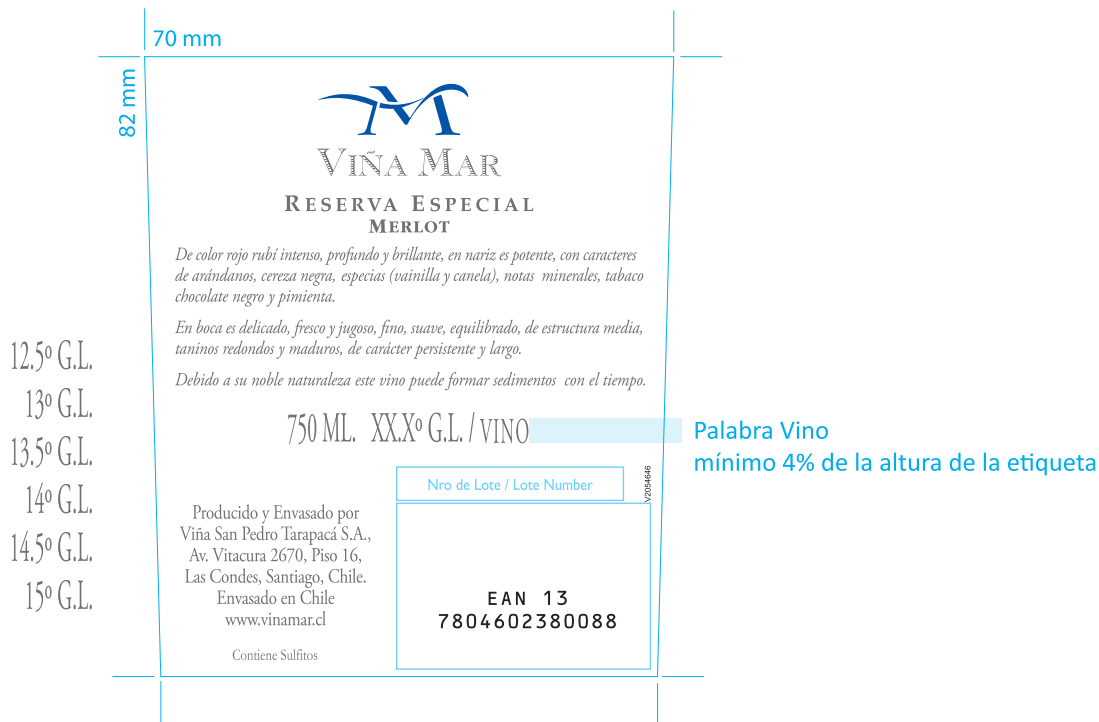 70 mm
82 mm
VIÑA MAR
RESERVA ESPECIAL
MERLOT
De color rojo rubí intenso, profundo y brillante, en nariz es potente, con caracteres
de arándanos, cereza negra, especias (vainilla y canela), notas minerales, tabaco
chocolate negro y pimienta.
En boca es delicado, fresco y jugoso, fino, suave, equilibrado, de estructura media,
taninos redondos y maduros, de carácter persistente y largo.
Debido a su noble naturaleza este vino puede formar sedimentos con el tiempo.
750 ML. XX.Xº G.L. / VINO
Palabra Vino
mínimo 4% de la altura de la etiqueta
12.5º G.L.
13º G.L.
13.5º G.L.
14º G.L.
14.5º G.L.
15º G.L.
Nro de Lote / Lote Number
V2054646
Producido y Envasado por
Viña San Pedro Tarapacá S.A.,
Av. Vitacura 2670, Piso 16,
Las Condes, Santiago, Chile.
Envasado en Chile
www.vinamar.cl
Contiene Sulfitos
EAN 13
7804602380088